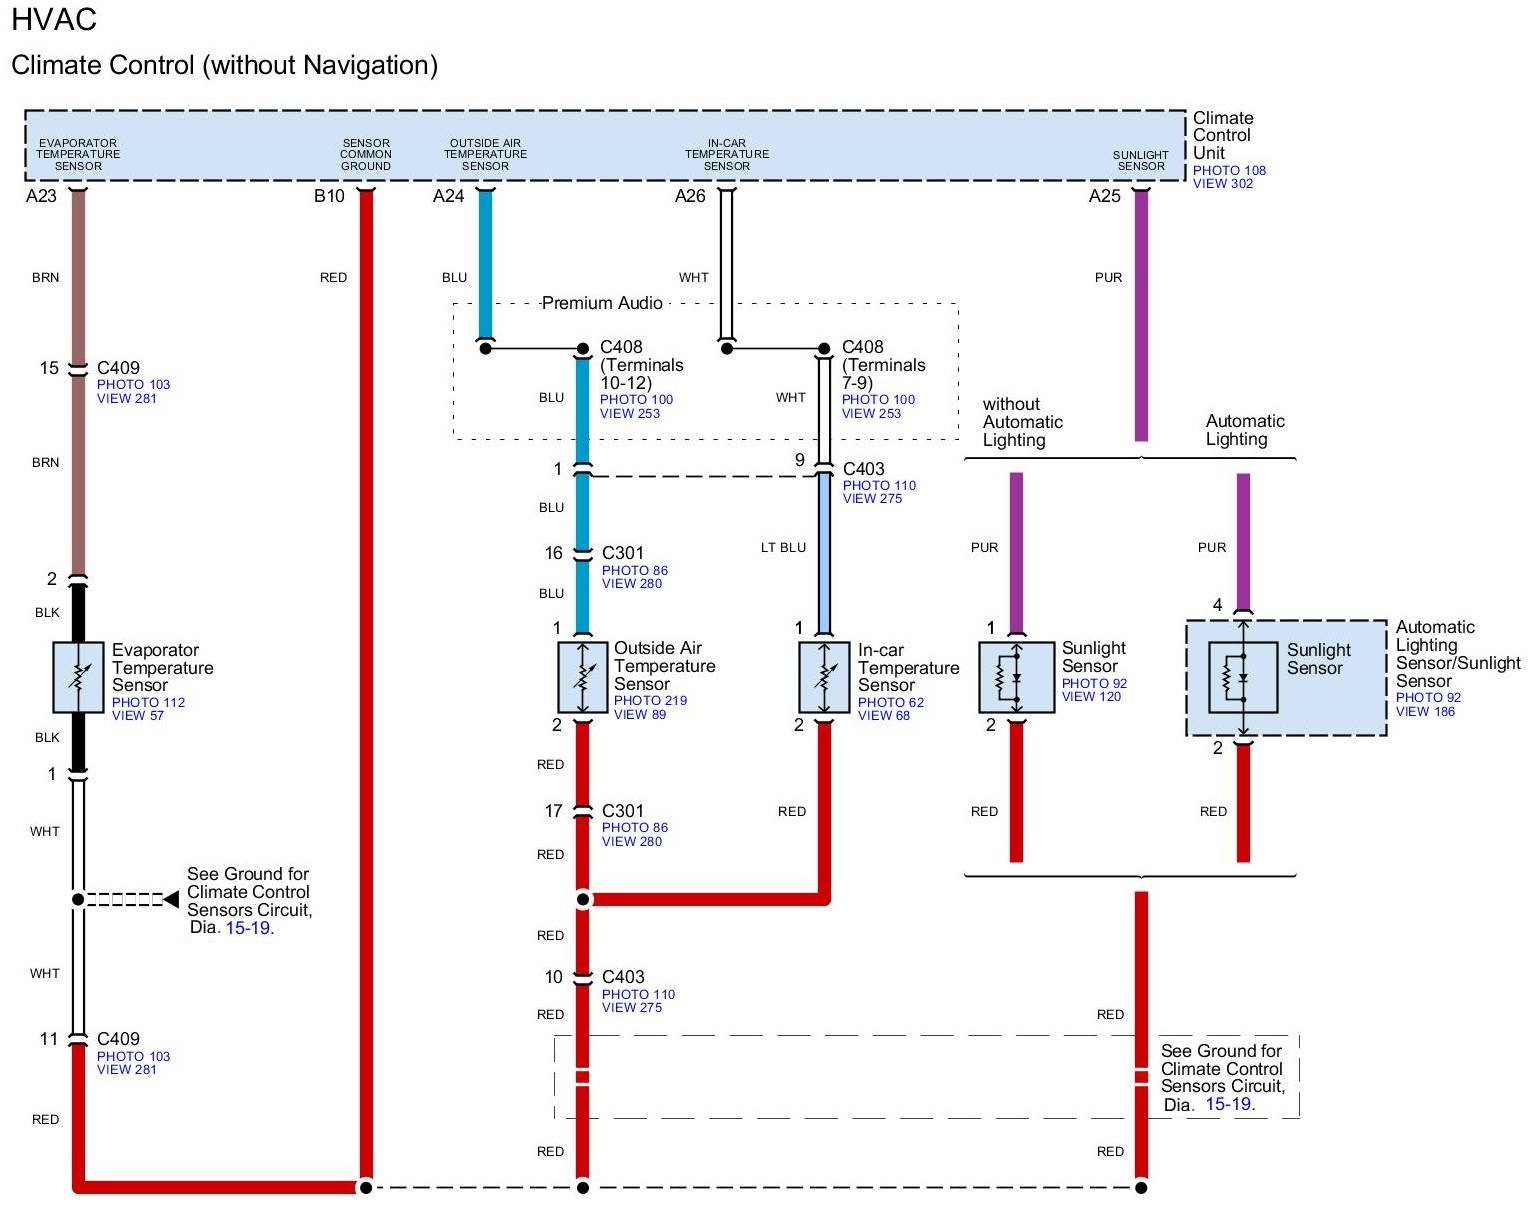 HVAC
Climate Control (without Navigation)
EVAPORATOR
TEMPERATURE
SENSOR
SENSOR
COMMON
GROUND
OUTSIDE AIR
TEMPERATURE
SENSOR
IN-CAR
TEMPERATURE
SENSOR
SUNLIGHT
SENSOR
Climate
Control
Unit
PHOTO 108
VIEW 302
A23
B10
A24
A26
A25
BRN
RED
BLU
WHT
PUR
Premium Audio
C408
(Terminals
10-12)
PHOTO 100
VIEW 253
C408
(Terminals
7-9)
PHOTO 100
VIEW 253
15
C409
PHOTO 103
VIEW 281
BLU
WHT
without
Automatic
Lighting
Automatic
Lighting
BRN
1
9
C403
PHOTO 110
VIEW 275
BLU
LT BLU
PUR
PUR
16
C301
PHOTO 86
VIEW 280
BLU
2
BLK
1
1
1
4
Evaporator
Temperature
Sensor
PHOTO 112
VIEW 57
Outside Air
Temperature
Sensor
PHOTO 219
VIEW 89
In-car
Temperature
Sensor
PHOTO 62
VIEW 68
Sunlight
Sensor
PHOTO 92
VIEW 120
Sunlight
Sensor
Automatic
Lighting
Sensor/Sunlight
Sensor
PHOTO 92
VIEW 186
BLK
2
2
2
2
1
RED
17
C301
PHOTO 86
VIEW 280
RED
RED
RED
WHT
RED
See Ground for
Climate Control
Sensors Circuit,
Dia. 15-19.
RED
WHT
10
C403
PHOTO 110
VIEW 275
RED
RED
11
C409
PHOTO 103
VIEW 281
See Ground for
Climate Control
Sensors Circuit,
Dia. 15-19.
RED
RED
RED